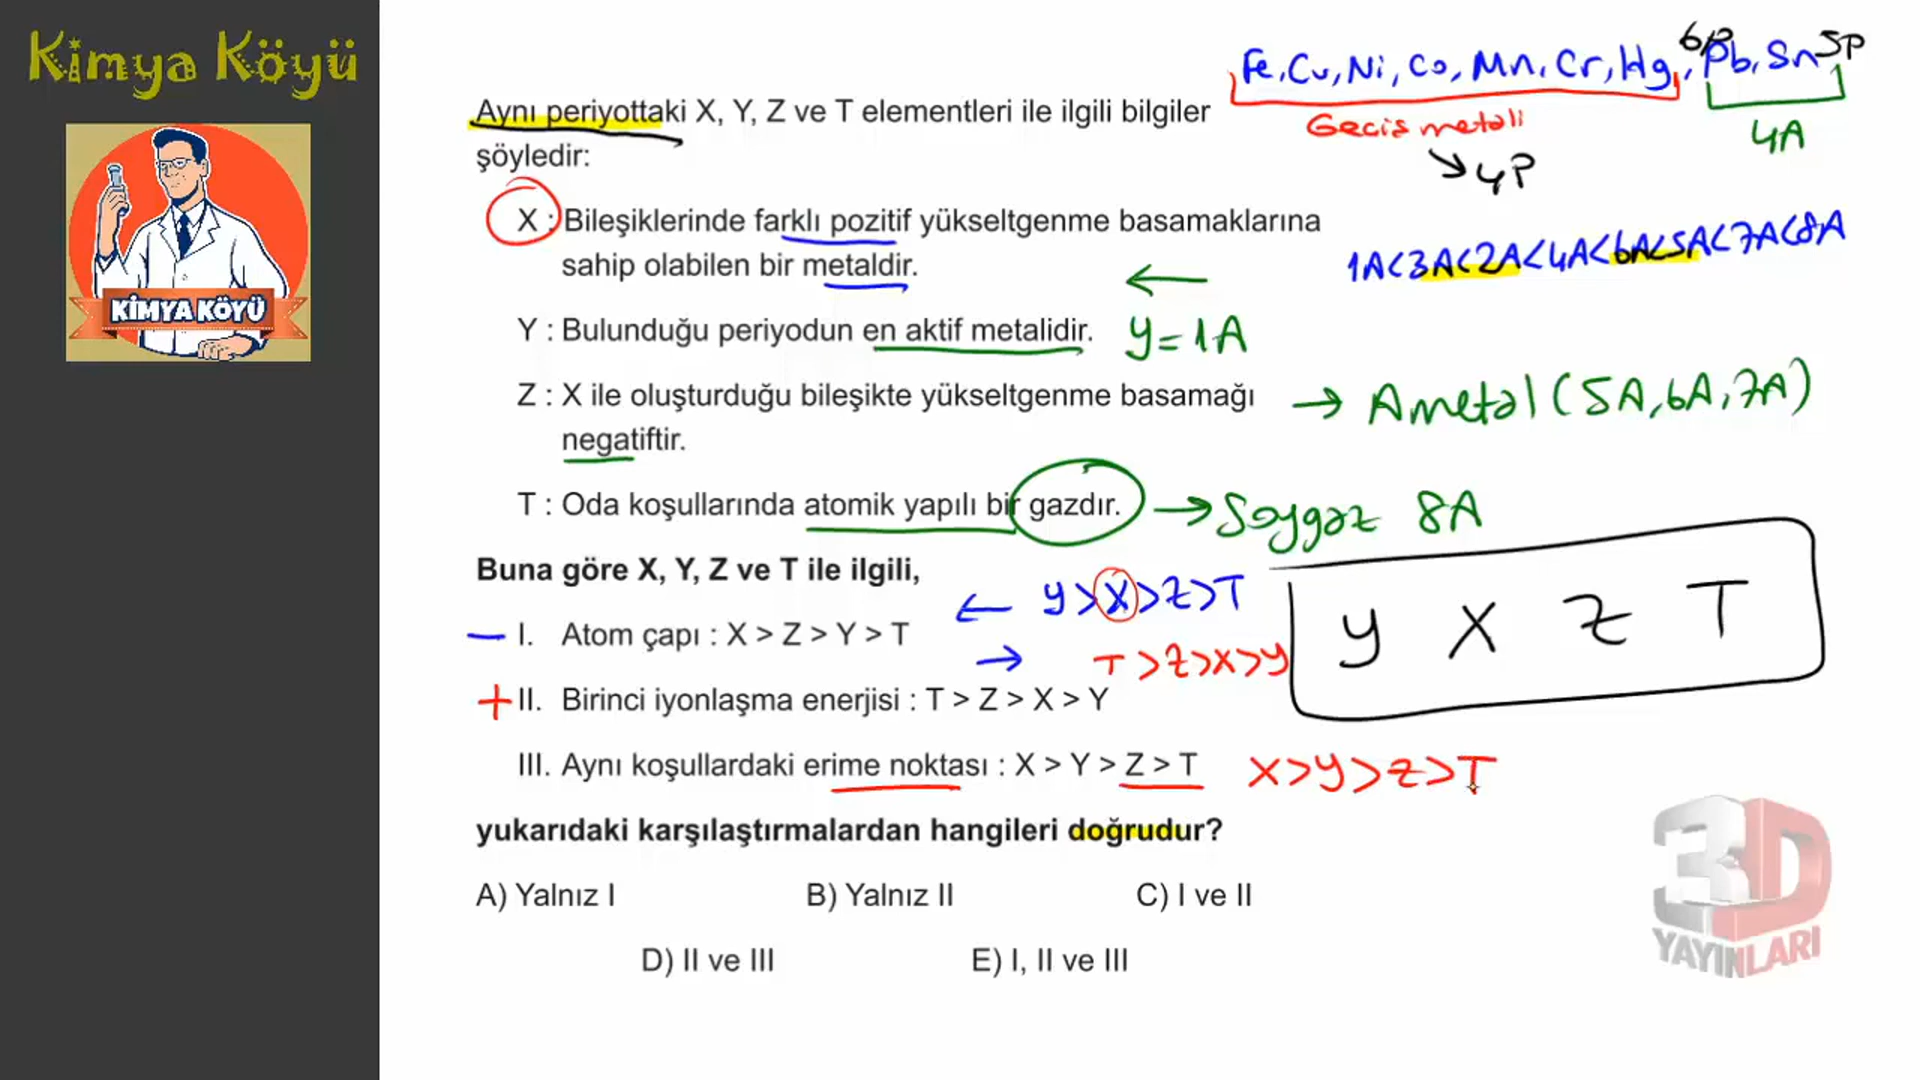 Kimya Köyü
KİMYA KÖYÜ
Fe, Cu, Ni, Co, Mn, Cr, Hg, Pb, Sn
6P 5P
Geçiş metali
4P
4A
Aynı periyottaki X, Y, Z ve T elementleri ile ilgili bilgiler
şöyledir:
X : Bileşiklerinde farklı pozitif yükseltgenme basamaklarına
sahip olabilen bir metaldir.
1A<3A<2A<4A<6A<5A<7A<8A
Y : Bulunduğu periyodun en aktif metalidir. y=1A
Z : X ile oluşturduğu bileşikte yükseltgenme basamağı → Ametal (5A, 6A, 7A)
negatiftir.
T : Oda koşullarında atomik yapılı bir gazdır. → Soygaz 8A
Buna göre X, Y, Z ve T ile ilgili,
← y>X>Z>T
– I. Atom çapı : X > Z > Y > T
→ T>Z>X>y
y X Z T
+ II. Birinci iyonlaşma enerjisi : T > Z > X > Y
III. Aynı koşullardaki erime noktası : X > Y > Z > T X>y>Z>T
yukarıdaki karşılaştırmalardan hangileri doğrudur?
A) Yalnız I B) Yalnız II C) I ve II
D) II ve III E) I, II ve III
3D
YAYINLARI